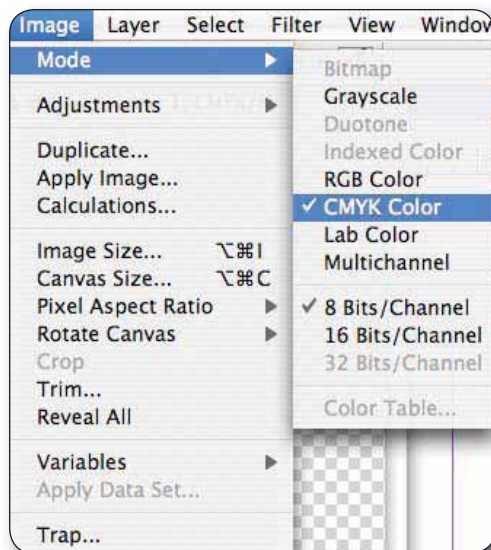 Image Layer Select Filter View Window
Mode
Adjustments
Duplicate...
Apply Image...
Calculations...
Image Size... ⌥⌘I
Canvas Size... ⌥⌘C
Pixel Aspect Ratio
Rotate Canvas
Crop
Trim...
Reveal All
Variables
Apply Data Set...
Trap...
Bitmap
Grayscale
Duotone
Indexed Color
RGB Color
✓ CMYK Color
Lab Color
Multichannel
✓ 8 Bits/Channel
16 Bits/Channel
32 Bits/Channel
Color Table...